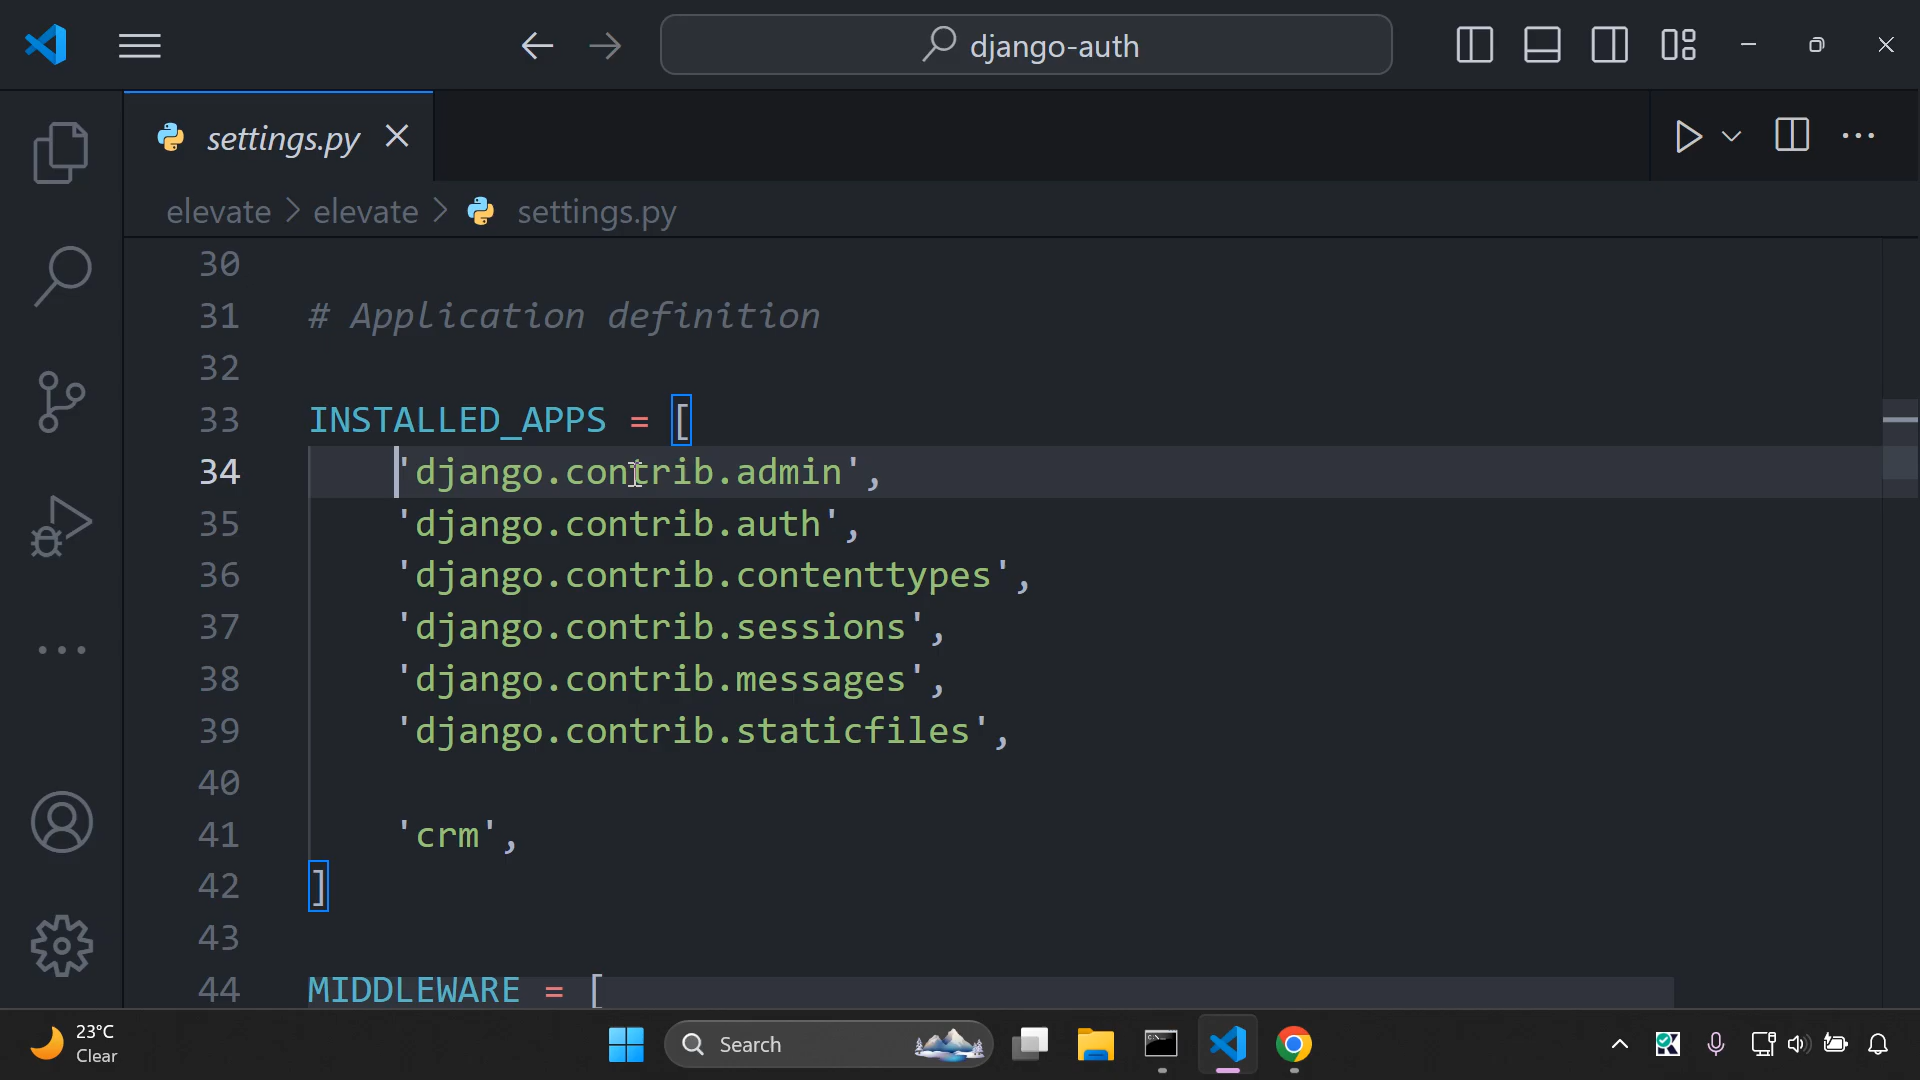 django-auth
settings.py
elevate > elevate > settings.py
30
31 # Application definition
32
33 INSTALLED_APPS = [
34 'django.contrib.admin',
35 'django.contrib.auth',
36 'django.contrib.contenttypes',
37 'django.contrib.sessions',
38 'django.contrib.messages',
39 'django.contrib.staticfiles',
40
41 'crm',
42 ]
43
44 MIDDLEWARE = [
23°C
Clear
Search